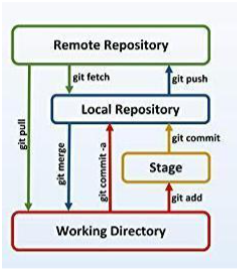 Remote Repository
git fetch
git push
git pull
Local Repository
git merge
git commit -a
git commit
Stage
git add
Working Directory